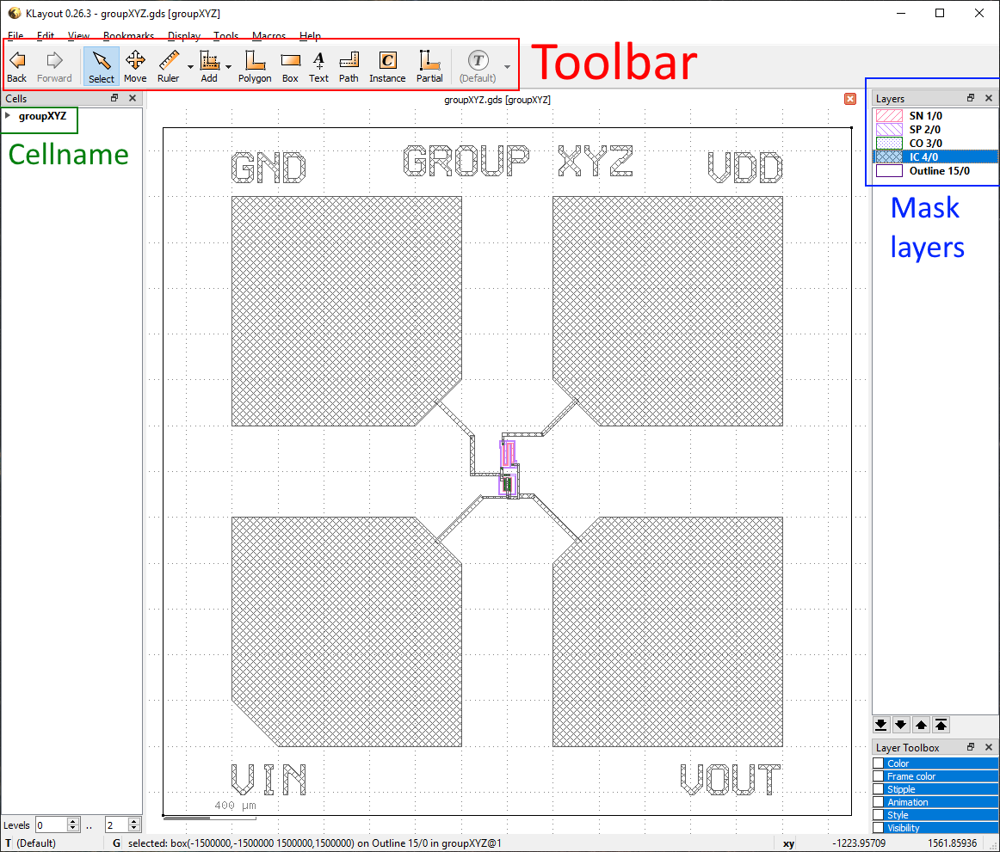 KLayout 0.26.3 - groupXYZ.gds [groupXYZ]
File Edit View Bookmarks Display Tools Macros Help
Back Forward Select Move Ruler Add Polygon Box Text Path Instance Partial (Default)
Toolbar
Cells
groupXYZ
Cellname
groupXYZ.gds [groupXYZ]
GND GROUP XYZ VDD
VIN VOUT
400 µm
Layers
SN 1/0
SP 2/0
CO 3/0
IC 4/0
Outline 15/0
Mask
layers
Layer Toolbox
Color
Frame color
Stipple
Animation
Style
Visibility
Levels 0 .. 2
T (Default) G selected: box(-1500000,-1500000 1500000,1500000) on Outline 15/0 in groupXYZ@1 xy -1223.95709 1561.85936